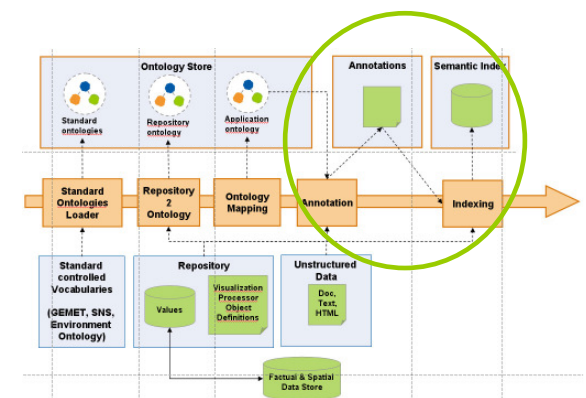 Ontology Store
Annotations
Semantic Index
Standard
ontologies
Repository
ontology
Application
ontology
Standard
Ontologies
Loader
Repository
2
Ontology
Ontology
Mapping
Annotation
Indexing
Standard
controlled
Vocabularies
(GEMET, SNS,
Environment
Ontology)
Repository
Values
Visualization
Processor
Object
Definitions
Unstructured
Data
Doc,
Text,
HTML
Factual & Spatial
Data Store